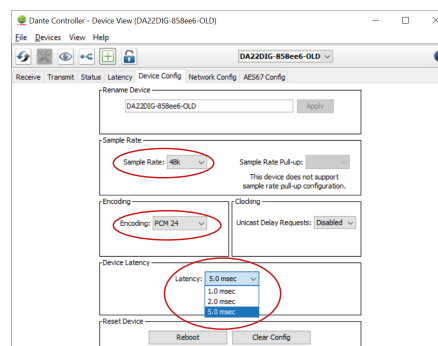 Dante Controller - Device View (DA22DIG-858ee6-OLD)
File Devices View Help
DA22DIG-858ee6-OLD
Receive Transmit Status Latency Device Config Network Config AES67 Config
Rename Device
DA22DIG-858ee6-OLD Apply
Sample Rate
Sample Rate: 48k Sample Rate Pull-up:
This device does not support
sample rate pull-up configuration.
Encoding Clocking
Encoding: PCM 24 Unicast Delay Requests: Disabled
Device Latency
Latency: 5.0 msec
1.0 msec
2.0 msec
5.0 msec
Reset Device
Reboot Clear Config